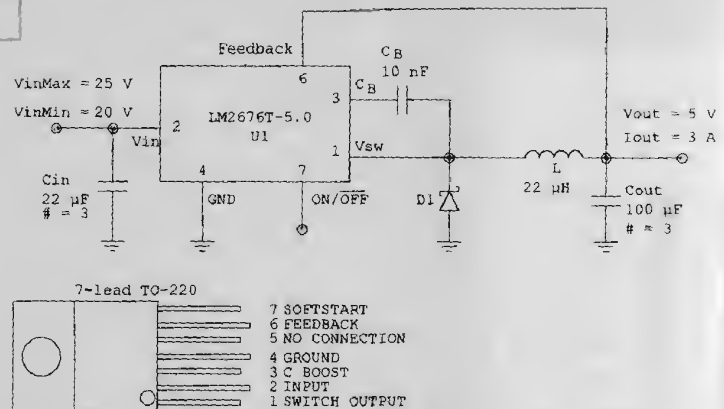 Feedback
6
CB
10 nF
VinMax = 25 V
VinMin = 20 V
LM2676T-5.0
U1
CB
3
2
Vin
1
Vsw
Vout = 5 V
Iout = 3 A
4
7
GND
ON/OFF
Cin
22 µF
# = 3
D1
L
22 µH
Cout
100 µF
# = 3
7-lead TO-220
7 SOFTSTART
6 FEEDBACK
5 NO CONNECTION
4 GROUND
3 C BOOST
2 INPUT
1 SWITCH OUTPUT